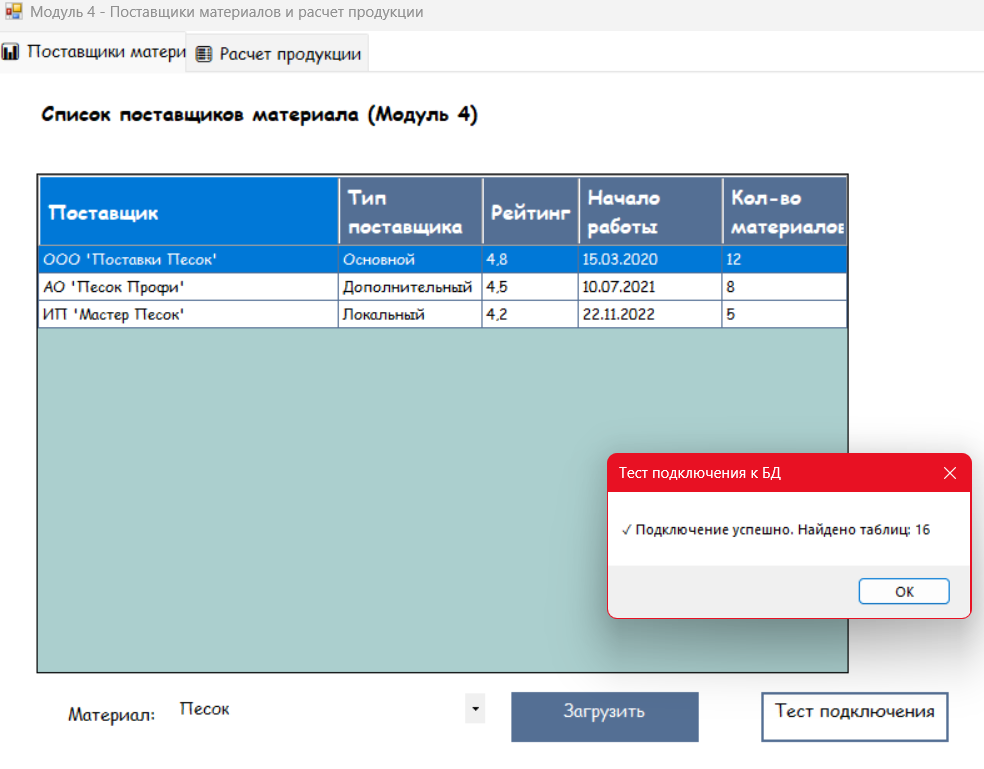 Модуль 4 - Поставщики материалов и расчет продукции
Поставщики матери Расчет продукции
Список поставщиков материала (Модуль 4)
Поставщик Тип поставщика Рейтинг Начало работы Кол-во материалов
ООО 'Поставки Песок' Основной 4,8 15.03.2020 12
АО 'Песок Профи' Дополнительный 4,5 10.07.2021 8
ИП 'Мастер Песок' Локальный 4,2 22.11.2022 5
Тест подключения к БД
✓ Подключение успешно. Найдено таблиц: 16
OK
Материал: Песок Загрузить Тест подключения